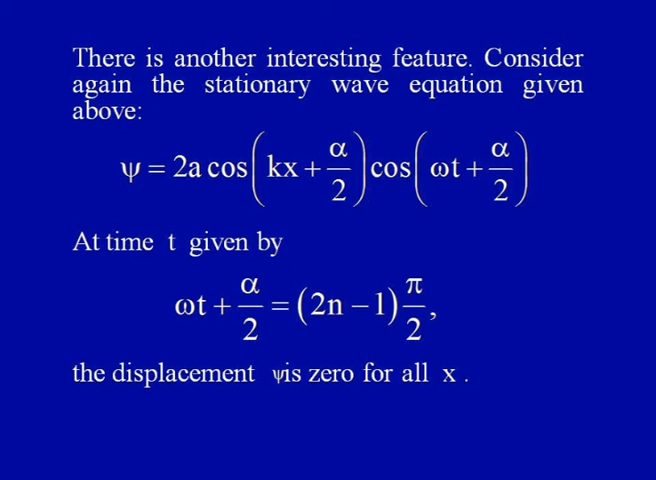 There is another interesting feature. Consider
again the stationary wave equation given
above:
ψ = 2a cos(kx + α/2) cos(ωt + α/2)
At time t given by
ωt + α/2 = (2n − 1) π/2,
the displacement ψis zero for all x .